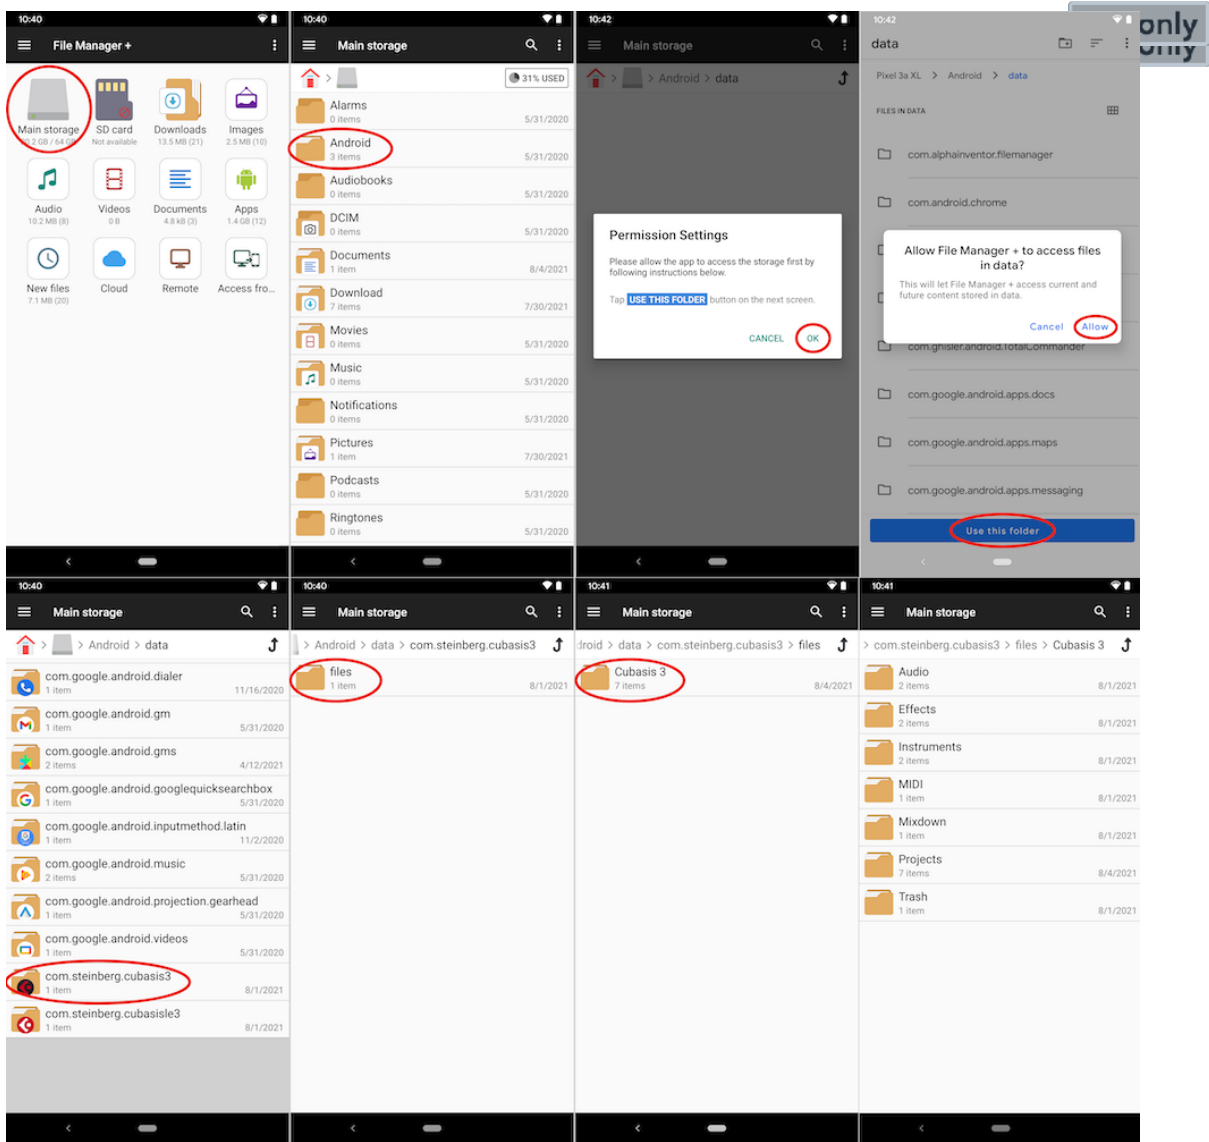 only
only
10:40
File Manager +
Main storage
SD card
Not available
Downloads
13.5 MB (21)
Images
2.5 MB (10)
Audio
10.2 MB (8)
Videos
0 B
Documents
4.8 kB (3)
Apps
1.4 GB (12)
New files
7.1 MB (20)
Cloud
Remote
Access fro...
10:40
Main storage
31% USED
Alarms
0 items 5/31/2020
Android
3 items 5/31/2020
Audiobooks
0 items 5/31/2020
DCIM
0 items 5/31/2020
Documents
1 item 8/4/2021
Download
7 items 7/30/2021
Movies
0 items 5/31/2020
Music
0 items 5/31/2020
Notifications
0 items 5/31/2020
Pictures
1 item 7/30/2021
Podcasts
0 items 5/31/2020
Ringtones
0 items 5/31/2020
10:42
Main storage
> > Android > data
Permission Settings
Please allow the app to access the storage first by
following instructions below.
Tap USE THIS FOLDER button on the next screen.
CANCEL OK
10:42
data
Pixel 3a XL > Android > data
FILES IN DATA
com.alphainventor.filemanager
com.android.chrome
Allow File Manager + to access files
in data?
This will let File Manager + access current and
future content stored in data.
Cancel Allow
com.ghisler.android.TotalCommander
com.google.android.apps.docs
com.google.android.apps.maps
com.google.android.apps.messaging
Use this folder
10:40
Main storage
> > Android > data
com.google.android.dialer
1 item 11/16/2020
com.google.android.gm
1 item 5/31/2020
com.google.android.gms
2 items 4/12/2021
com.google.android.googlequicksearchbox
1 item 5/31/2020
com.google.android.inputmethod.latin
1 item 11/2/2020
com.google.android.music
2 items 5/31/2020
com.google.android.projection.gearhead
1 item 5/31/2020
com.google.android.videos
1 item 5/31/2020
com.steinberg.cubasis3
1 item 8/1/2021
com.steinberg.cubasisle3
1 item 8/1/2021
10:40
Main storage
> Android > data > com.steinberg.cubasis3
files
1 item 8/1/2021
10:41
Main storage
droid > data > com.steinberg.cubasis3 > files
Cubasis 3
7 items 8/4/2021
10:41
Main storage
> com.steinberg.cubasis3 > files > Cubasis 3
Audio
2 items 8/1/2021
Effects
2 items 8/1/2021
Instruments
2 items 8/1/2021
MIDI
1 item 8/1/2021
Mixdown
1 item 8/1/2021
Projects
7 items 8/4/2021
Trash
1 item 8/1/2021